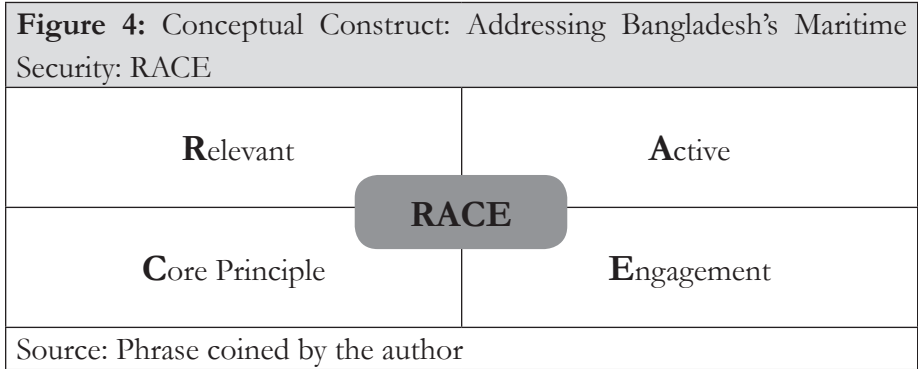 Figure 4: Conceptual Construct: Addressing Bangladesh's Maritime
Security: RACE
Relevant
Active
RACE
Core Principle
Engagement
Source: Phrase coined by the author